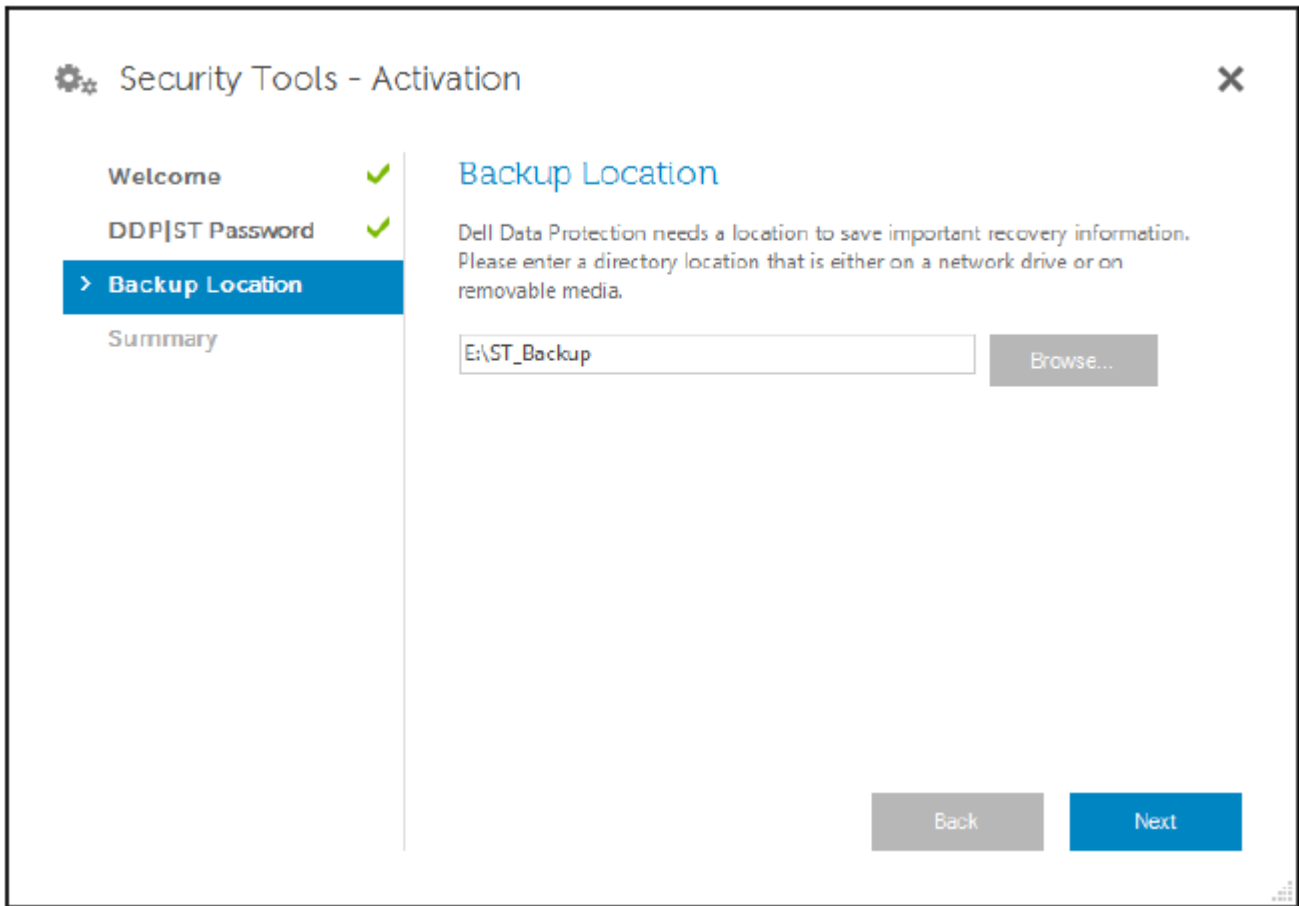 Security Tools - Activation
Welcome
DDP|ST Password
Backup Location
Summary
Backup Location
Dell Data Protection needs a location to save important recovery information.
Please enter a directory location that is either on a network drive or on
removable media.
E:\ST_Backup
Browse...
Back
Next